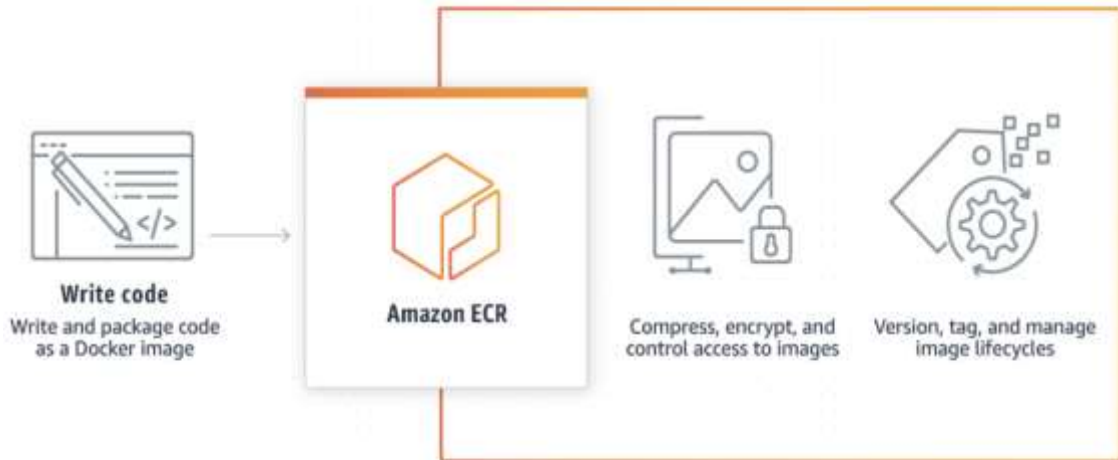 Write code
Write and package code
as a Docker image
</>
Amazon ECR
Compress, encrypt, and
control access to images
Version, tag, and manage
image lifecycles